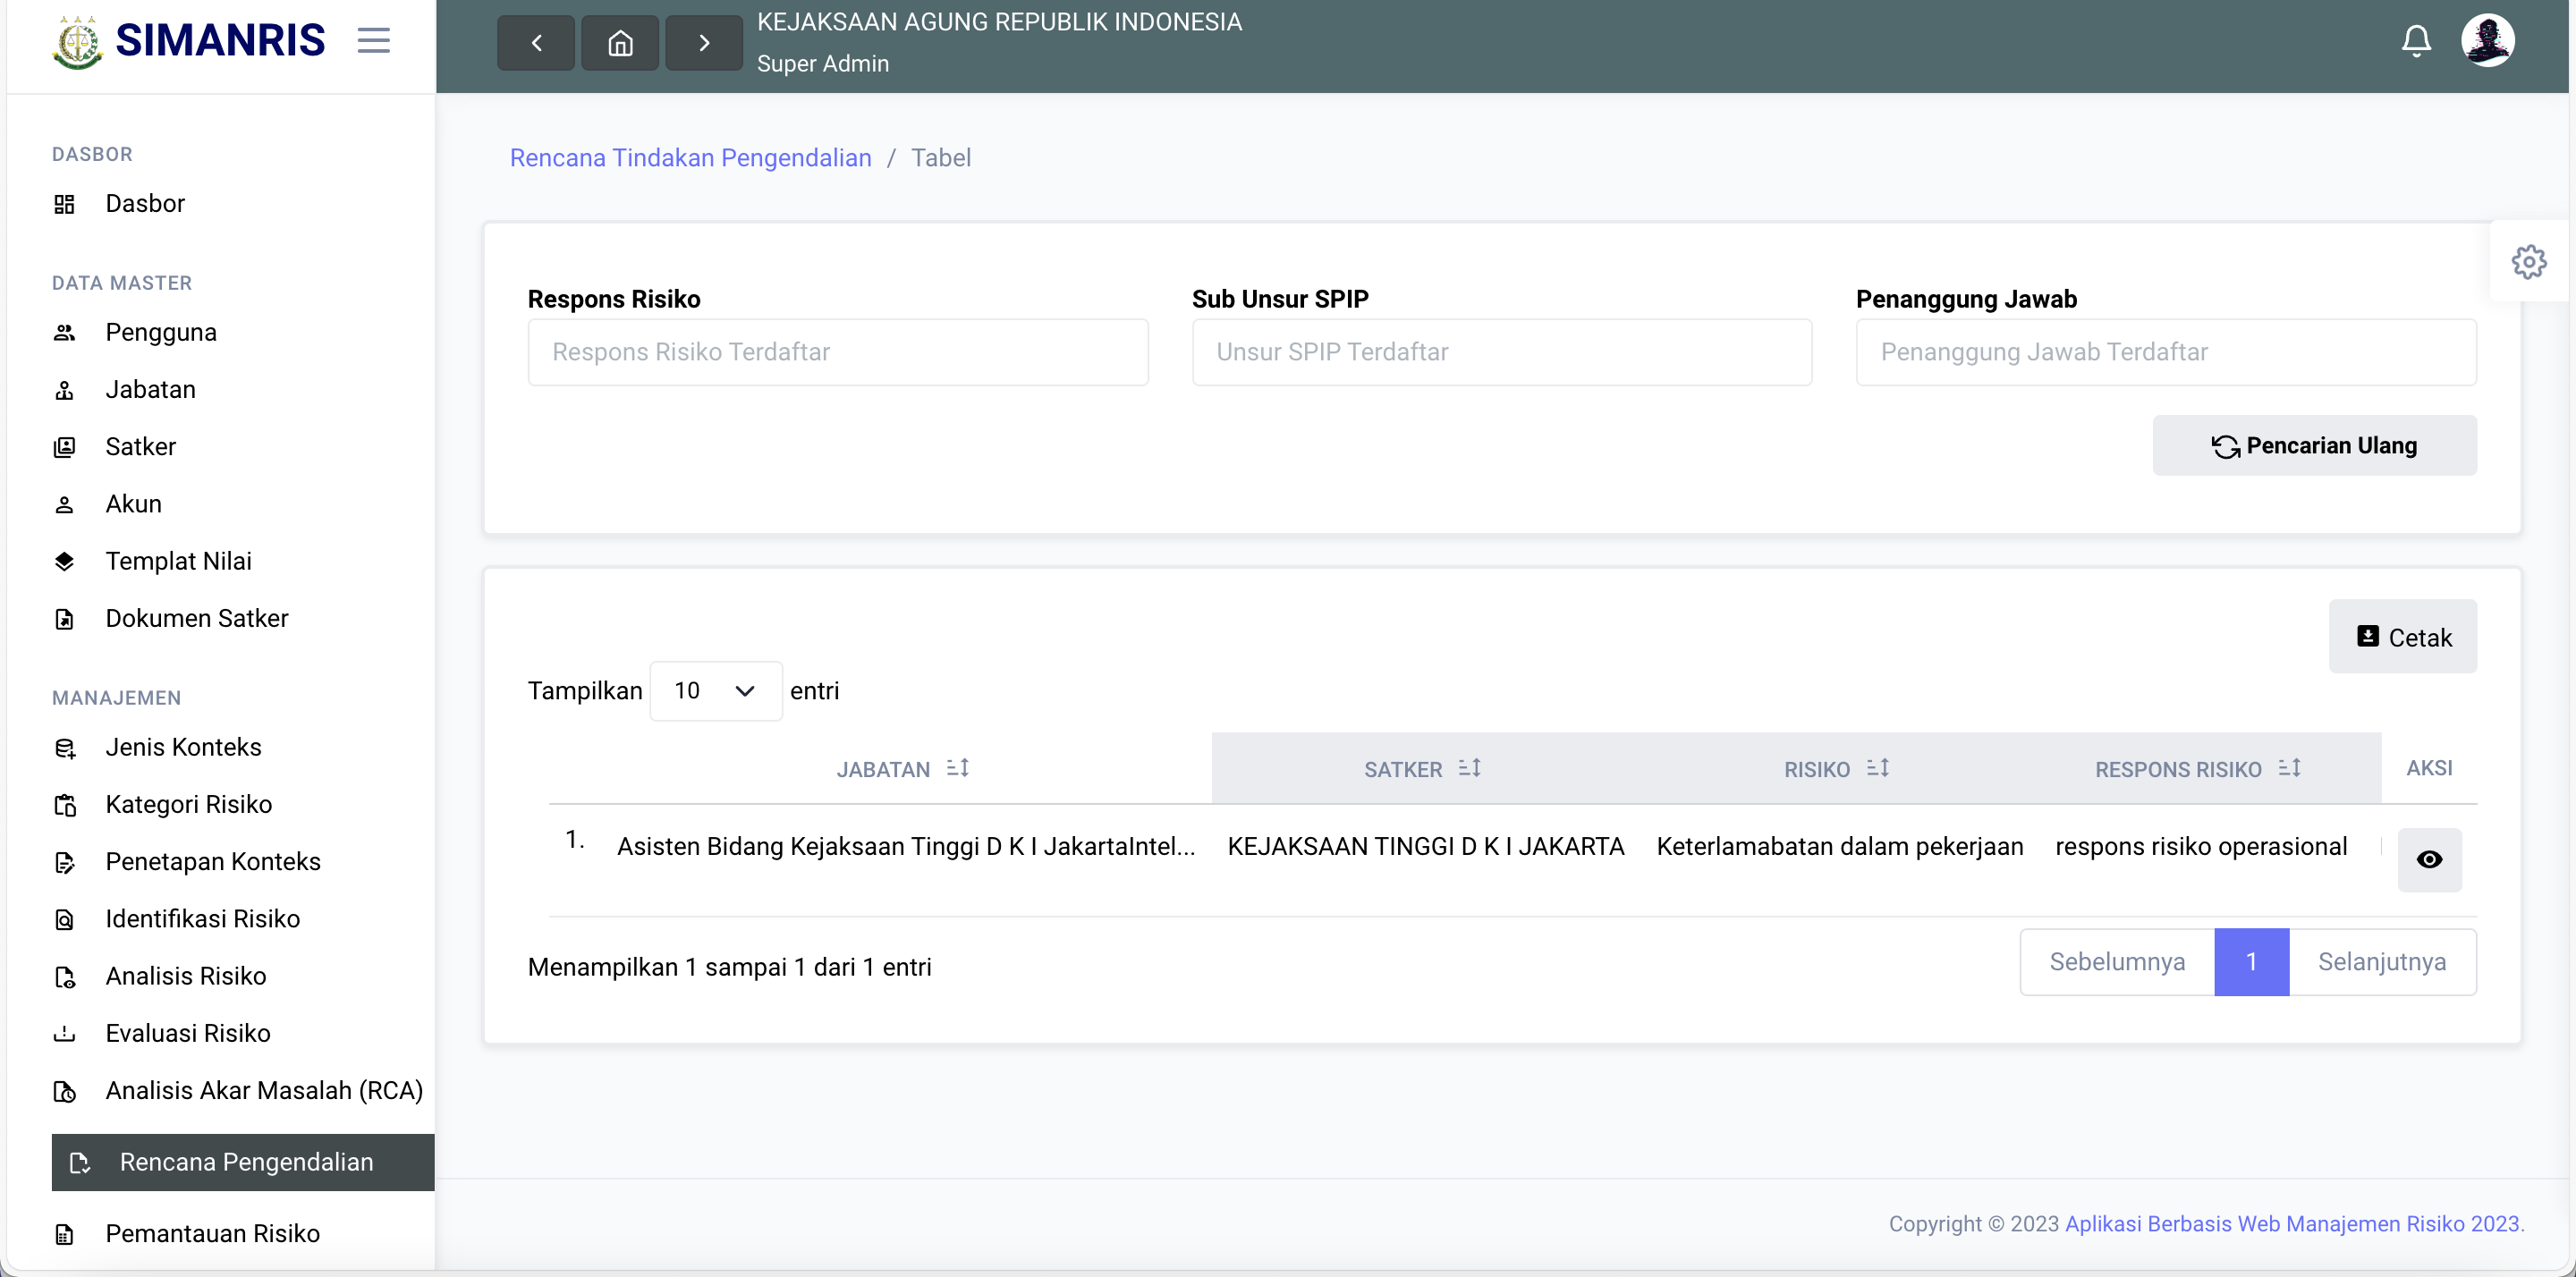 SIMANRIS
KEJAKSAAN AGUNG REPUBLIK INDONESIA
Super Admin
DASBOR
Dasbor
DATA MASTER
Pengguna
Jabatan
Satker
Akun
Templat Nilai
Dokumen Satker
MANAJEMEN
Jenis Konteks
Kategori Risiko
Penetapan Konteks
Identifikasi Risiko
Analisis Risiko
Evaluasi Risiko
Analisis Akar Masalah (RCA)
Rencana Pengendalian
Pemantauan Risiko
Rencana Tindakan Pengendalian / Tabel
Respons Risiko
Respons Risiko Terdaftar
Sub Unsur SPIP
Unsur SPIP Terdaftar
Penanggung Jawab
Penanggung Jawab Terdaftar
Pencarian Ulang
Cetak
Tampilkan 10 entri
JABATAN SATKER RISIKO RESPONS RISIKO AKSI
1. Asisten Bidang Kejaksaan Tinggi D K I JakartaIntel... KEJAKSAAN TINGGI D K I JAKARTA Keterlamabatan dalam pekerjaan respons risiko operasional
Menampilkan 1 sampai 1 dari 1 entri
Sebelumnya 1 Selanjutnya
Copyright © 2023 Aplikasi Berbasis Web Manajemen Risiko 2023.